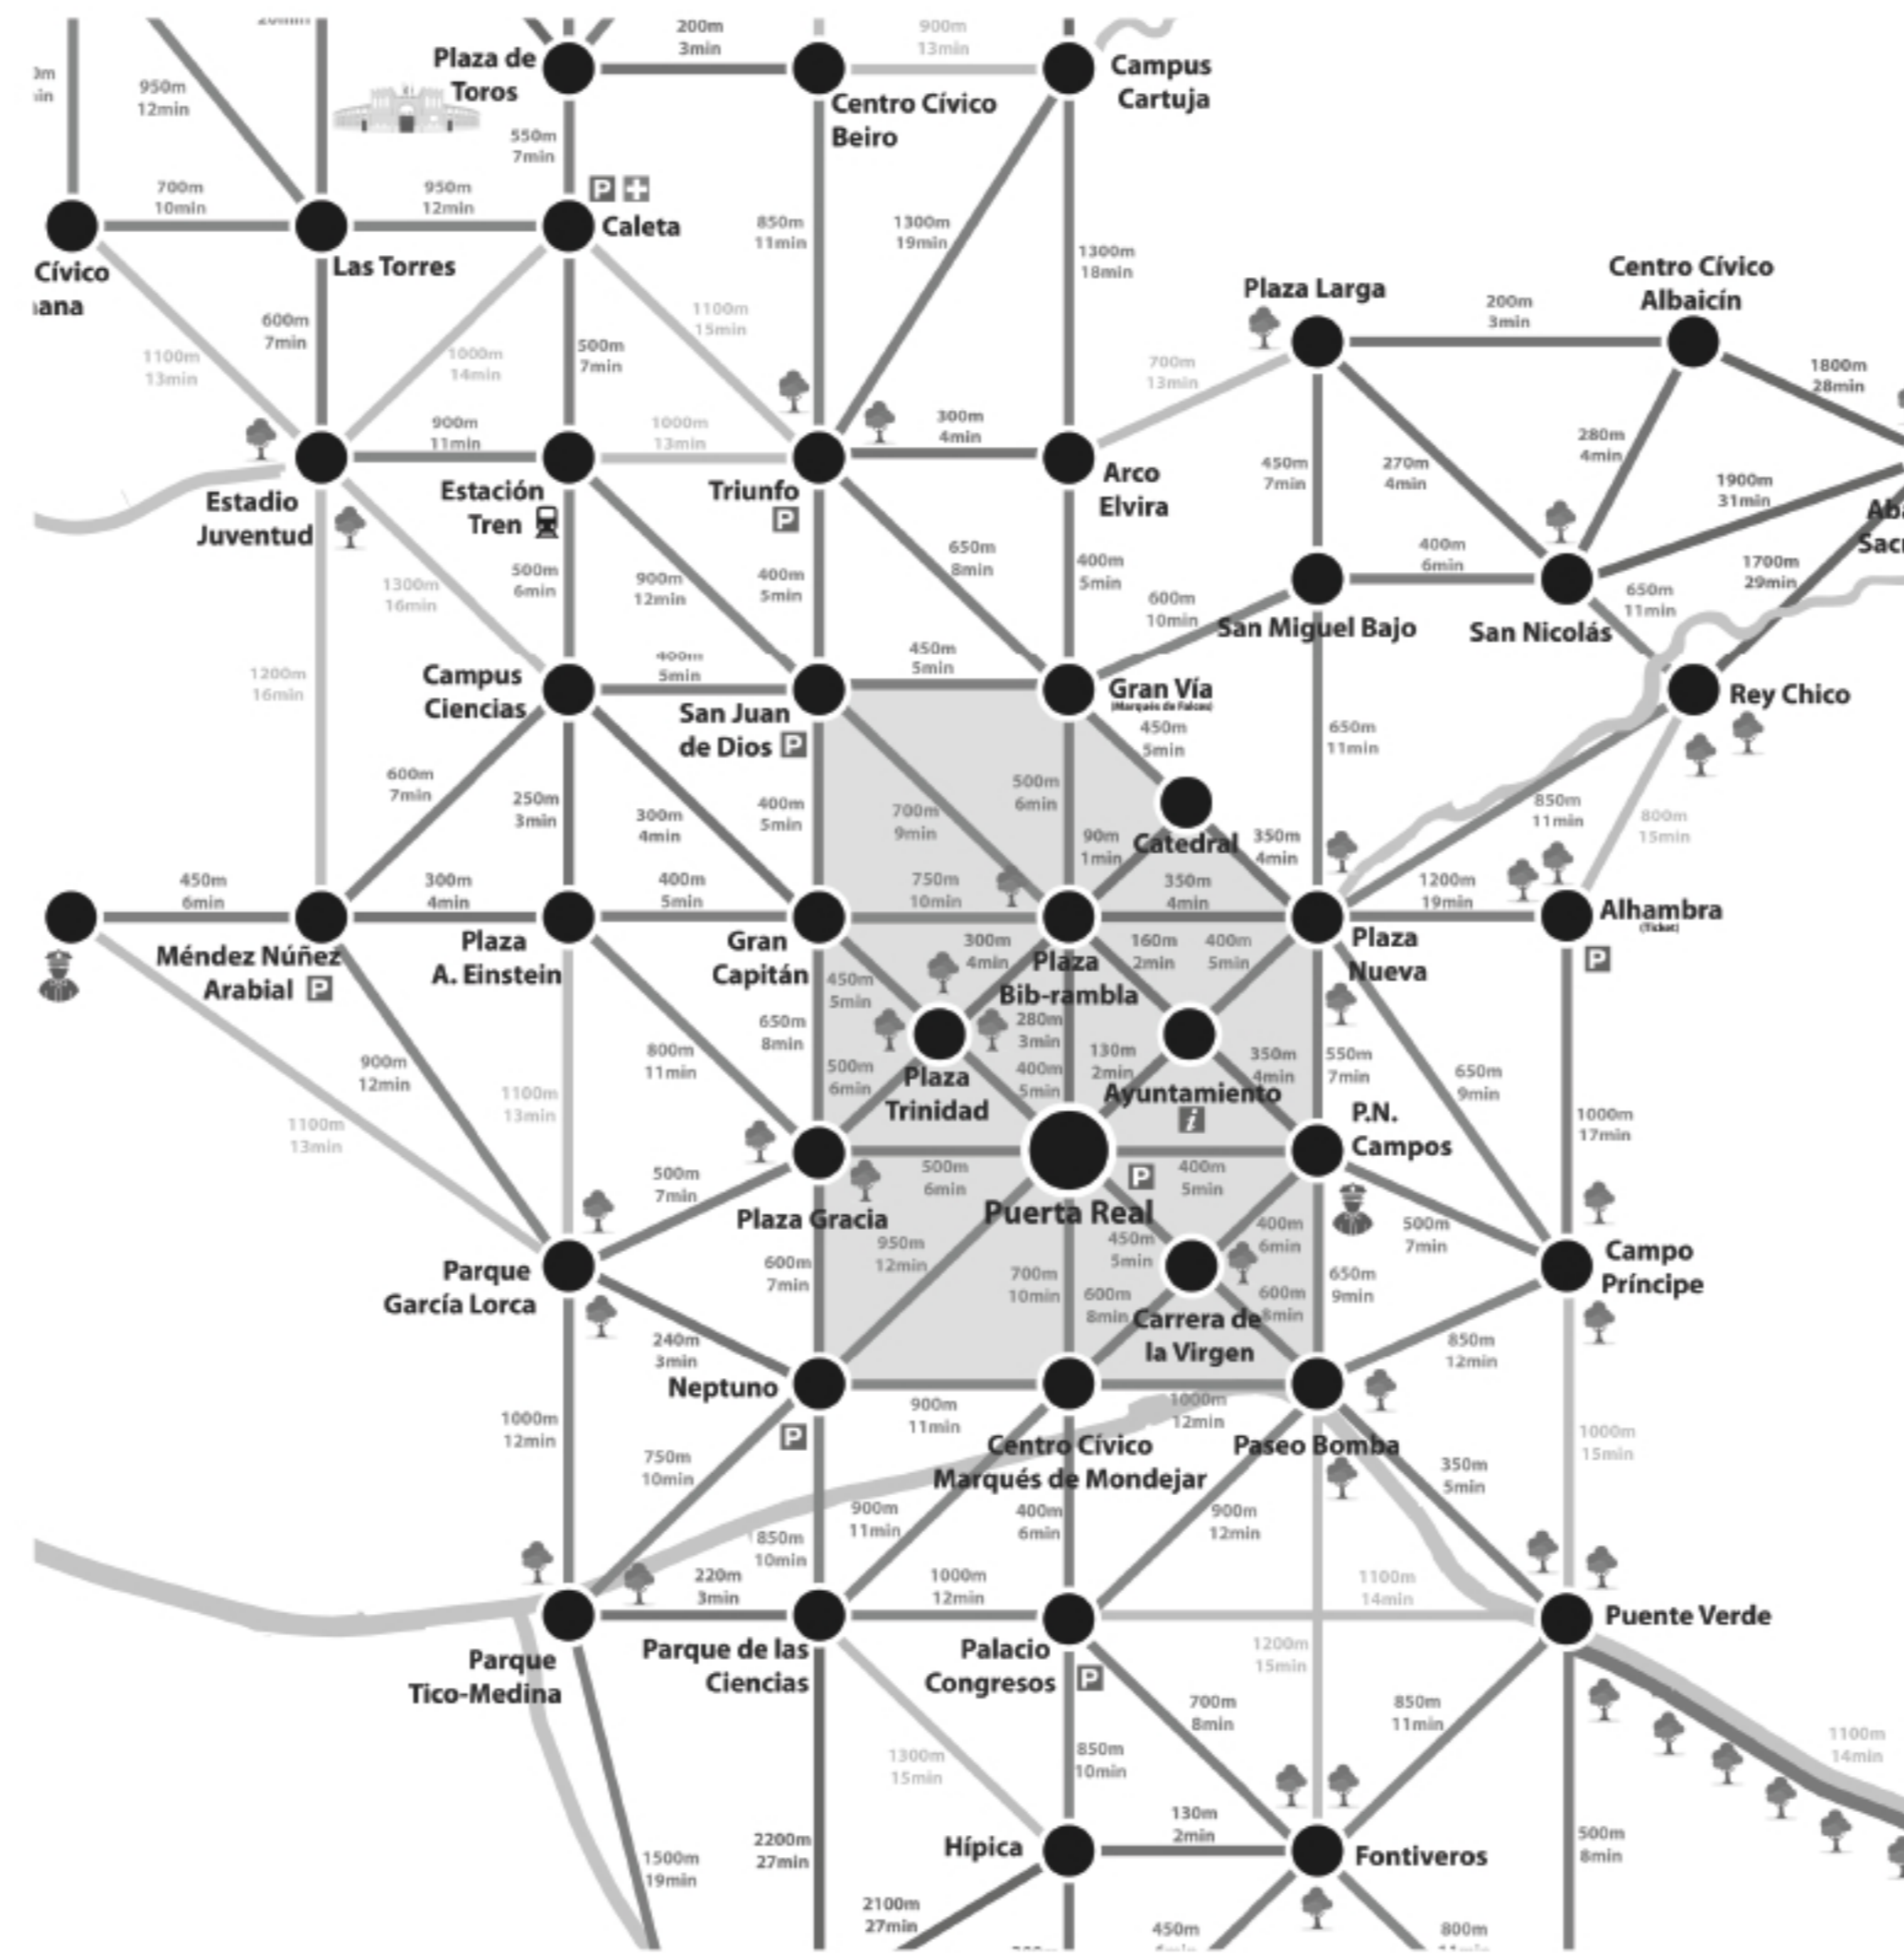 200m
3min
900m
13min
Plaza de
Toros
Centro Cívico
Beiro
Campus
Cartuja
950m
12min
550m
7min
700m
10min
950m
12min
P
Caleta
Las Torres
Cívico
850m
11min
1300m
19min
1300m
18min
Plaza Larga
Centro Cívico
Albaicín
200m
3min
600m
7min
1100m
13min
1000m
14min
500m
7min
1100m
15min
700m
13min
1800m
28min
900m
11min
1000m
13min
300m
4min
450m
7min
270m
4min
280m
4min
1900m
31min
Estadio
Juventud
Estación
Tren
Triunfo
P
Arco
Elvira
1300m
16min
500m
6min
900m
12min
400m
5min
650m
8min
400m
5min
600m
10min
400m
6min
650m
11min
1700m
29min
San Miguel Bajo
San Nicolás
1200m
16min
Campus
Ciencias
400m
5min
450m
5min
San Juan
de Dios P
Gran Vía
(Marqués de Falces)
450m
5min
650m
11min
Rey Chico
600m
7min
250m
3min
300m
4min
400m
5min
700m
9min
500m
6min
90m
1min
Catedral
350m
4min
850m
11min
800m
15min
450m
6min
300m
4min
400m
5min
750m
10min
350m
4min
1200m
19min
Alhambra
(Ticket)
P
Méndez Núñez
Arabial P
Plaza
A. Einstein
Gran
Capitán
300m
4min
Plaza
Bib-rambla
160m
2min
400m
5min
Plaza
Nueva
450m
5min
900m
12min
1100m
13min
1100m
13min
800m
11min
650m
8min
500m
6min
Plaza
Trinidad
280m
3min
400m
5min
130m
2min
Ayuntamiento
i
350m
4min
550m
7min
650m
9min
1000m
17min
P.N.
Campos
500m
7min
Plaza Gracia
500m
6min
Puerta Real
P
400m
5min
500m
7min
Parque
García Lorca
600m
7min
950m
12min
700m
10min
450m
5min
400m
6min
600m
8min
600m
8min
650m
9min
Campo
Príncipe
Carrera de
la Virgen
240m
3min
850m
12min
Neptuno
P
900m
11min
1000m
12min
1000m
12min
750m
10min
Centro Cívico
Marqués de Mondejar
Paseo Bomba
1000m
15min
350m
5min
850m
10min
900m
11min
400m
6min
900m
12min
220m
3min
1000m
12min
1100m
14min
Puente Verde
Parque
Tico-Medina
Parque de las
Ciencias
Palacio
Congresos P
1200m
15min
700m
8min
850m
11min
1100m
14min
1300m
15min
850m
10min
130m
2min
Hípica
Fontiveros
2200m
27min
1500m
19min
500m
8min
2100m
27min
450m
800m